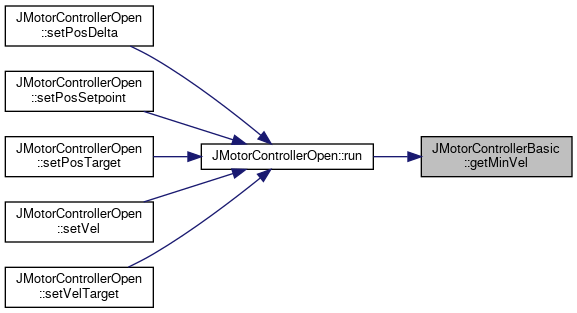 JMotorControllerOpen
::setPosDelta
JMotorControllerOpen
::setPosSetpoint
JMotorControllerOpen
::setPosTarget
JMotorControllerOpen
::setVel
JMotorControllerOpen
::setVelTarget
JMotorControllerOpen::run
JMotorControllerBasic
::getMinVel